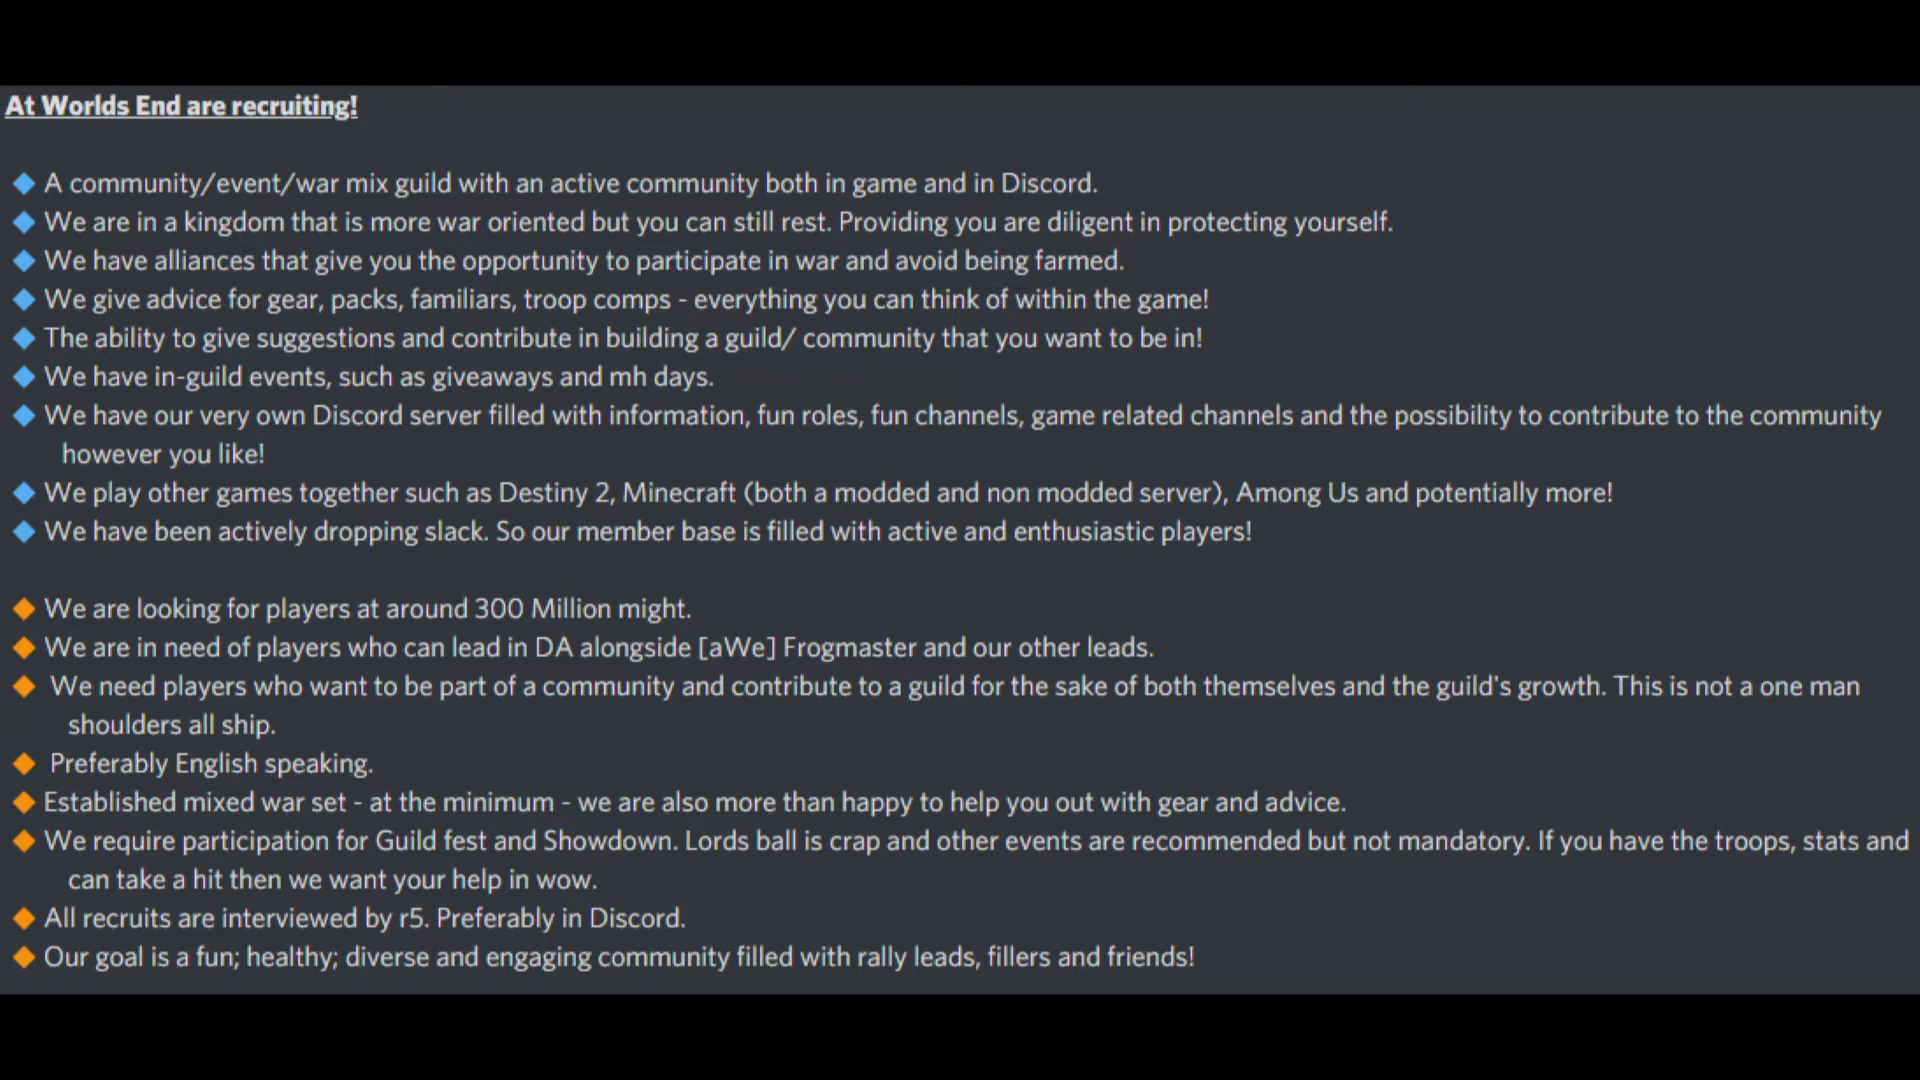 At Worlds End are recruiting!
🔷 A community/event/war mix guild with an active community both in game and in Discord.
🔷 We are in a kingdom that is more war oriented but you can still rest. Providing you are diligent in protecting yourself.
🔷 We have alliances that give you the opportunity to participate in war and avoid being farmed.
🔷 We give advice for gear, packs, familiars, troop comps - everything you can think of within the game!
🔷 The ability to give suggestions and contribute in building a guild/ community that you want to be in!
🔷 We have in-guild events, such as giveaways and mh days.
🔷 We have our very own Discord server filled with information, fun roles, fun channels, game related channels and the possibility to contribute to the community
however you like!
🔷 We play other games together such as Destiny 2, Minecraft (both a modded and non modded server), Among Us and potentially more!
🔷 We have been actively dropping slack. So our member base is filled with active and enthusiastic players!
🔶 We are looking for players at around 300 Million might.
🔶 We are in need of players who can lead in DA alongside [aWe] Frogmaster and our other leads.
🔶 We need players who want to be part of a community and contribute to a guild for the sake of both themselves and the guild's growth. This is not a one man
shoulders all ship.
🔶 Preferably English speaking.
🔶 Established mixed war set - at the minimum - we are also more than happy to help you out with gear and advice.
🔶 We require participation for Guild fest and Showdown. Lords ball is crap and other events are recommended but not mandatory. If you have the troops, stats and
can take a hit then we want your help in wow.
🔶 All recruits are interviewed by r5. Preferably in Discord.
🔶 Our goal is a fun; healthy; diverse and engaging community filled with rally leads, fillers and friends!